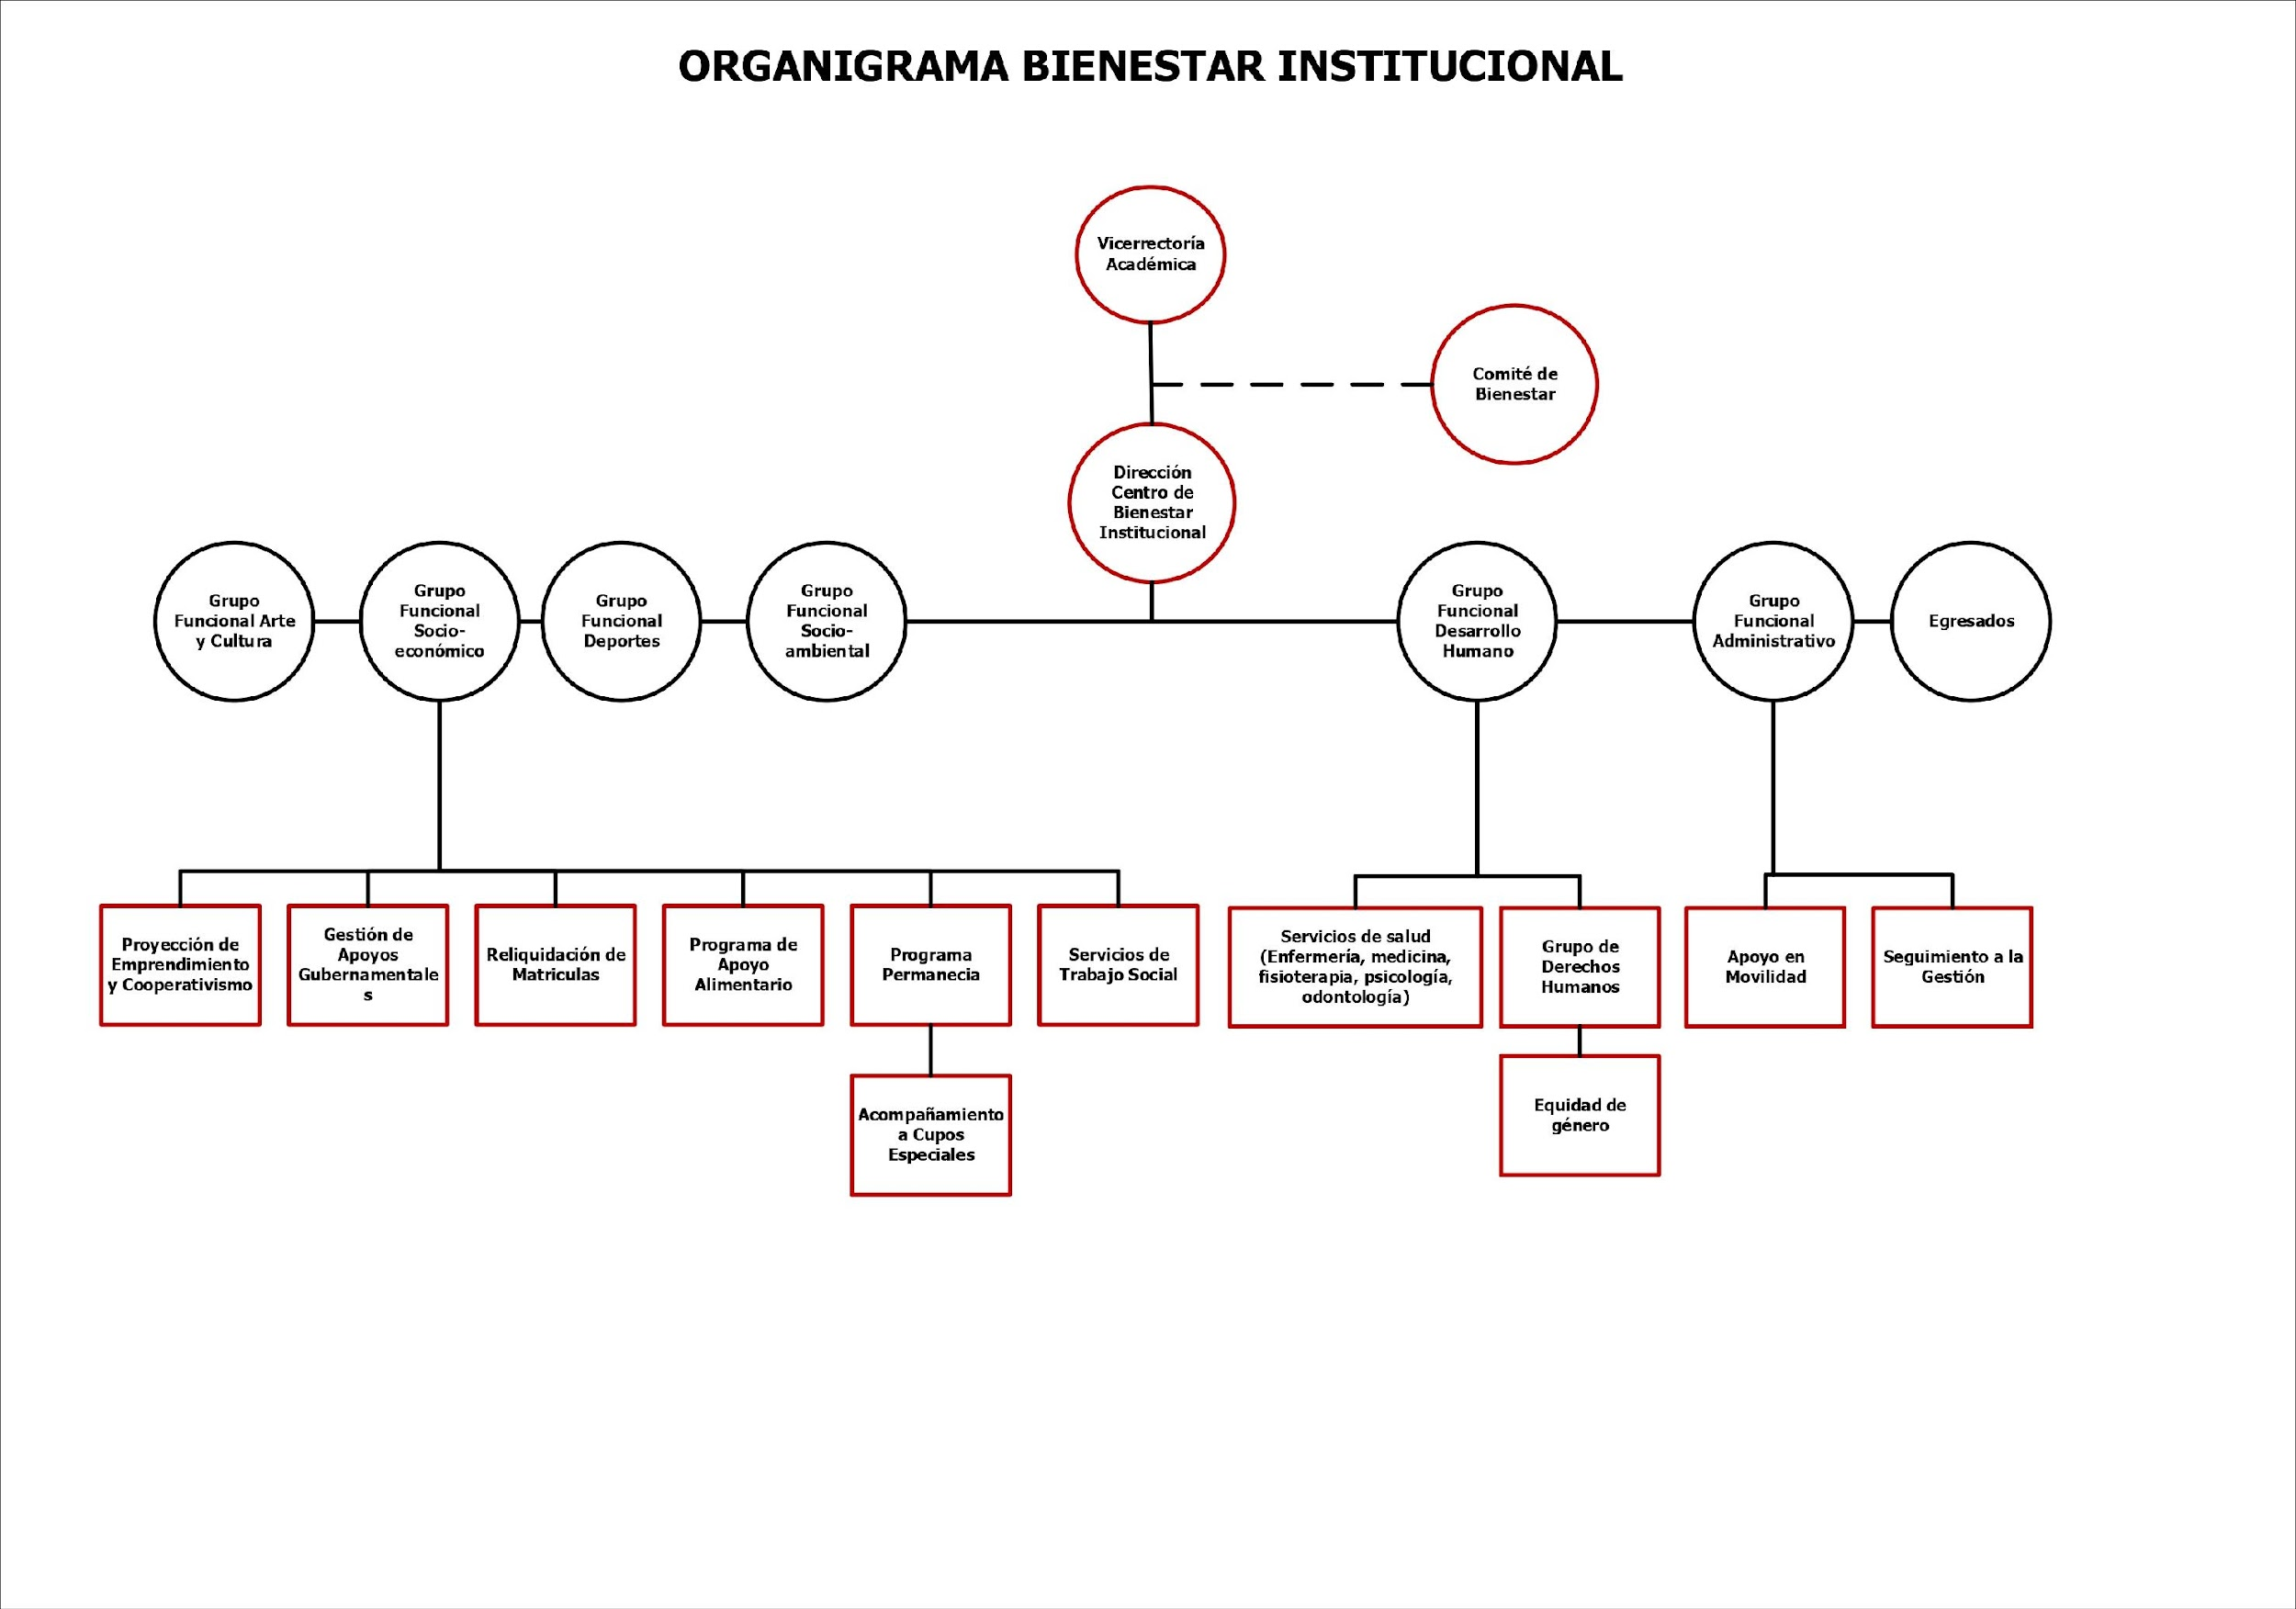 ORGANIGRAMA BIENESTAR INSTITUCIONAL
Vicerrectoría
Académica
Comité de
Bienestar
Dirección
Centro de
Bienestar
Institucional
Grupo
Funcional Arte
y Cultura
Grupo
Funcional
Socio-
económico
Grupo
Funcional
Deportes
Grupo
Funcional
Socio-
ambiental
Grupo
Funcional
Desarrollo
Humano
Grupo
Funcional
Administrativo
Egresados
Proyección de
Emprendimiento
y Cooperativismo
Gestión de
Apoyos
Gubernamentale
s
Reliquidación de
Matriculas
Programa de
Apoyo
Alimentario
Programa
Permanecia
Servicios de
Trabajo Social
Servicios de salud
(Enfermería, medicina,
fisioterapia, psicología,
odontología)
Grupo de
Derechos
Humanos
Apoyo en
Movilidad
Seguimiento a la
Gestión
Acompañamiento
a Cupos
Especiales
Equidad de
género